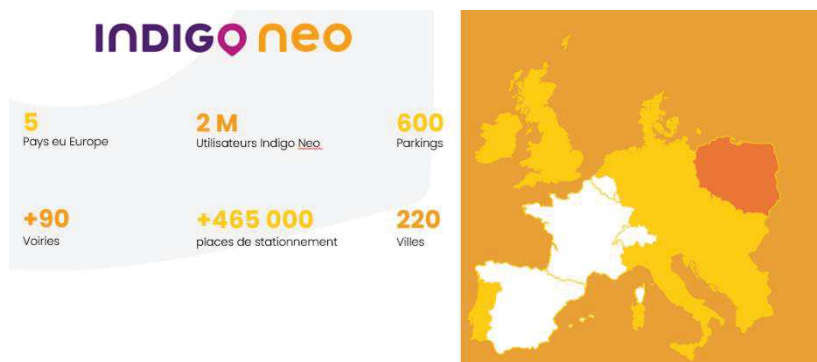 INDIGO neo
5
Pays eu Europe
2 M
Utilisateurs Indigo Neo
600
Parkings
+90
Voiries
+465 000
places de stationnement
220
Villes